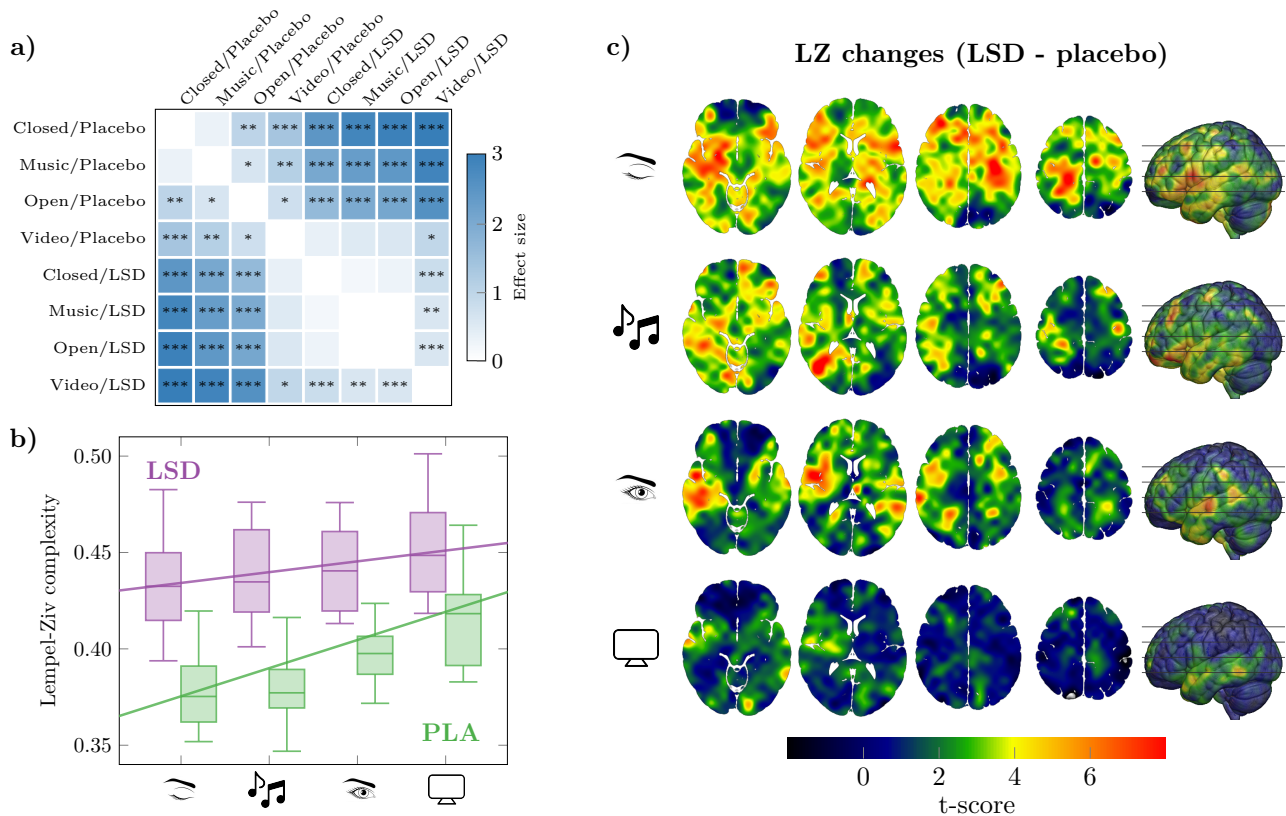 a)
Closed/Placebo
Music/Placebo
Open/Placebo
Video/Placebo
Closed/LSD
Music/LSD
Open/LSD
Video/LSD
Closed/Placebo ** *** *** *** *** ***
Music/Placebo * ** *** *** *** ***
Open/Placebo ** * * *** *** *** ***
Video/Placebo *** ** * *
Closed/LSD *** *** *** ***
Music/LSD *** *** *** **
Open/LSD *** *** *** ***
Video/LSD *** *** *** * *** ** ***
3
2
1
0
Effect size
b)
Lempel-Ziv complexity
0.50
0.45
0.40
0.35
LSD
PLA
c)
LZ changes (LSD - placebo)
0 2 4 6
t-score